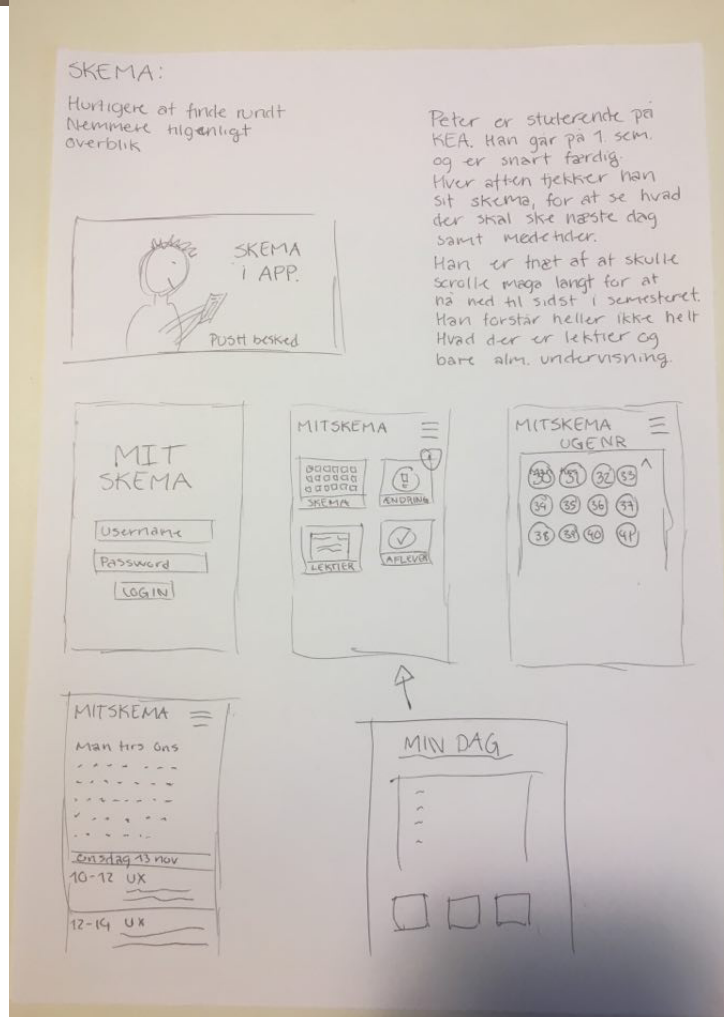 SKEMA:
Hurtigere at finde rundt
Nemmere tilgænligt
overblik
Peter er studerende på
KEA. Han går på 1. sem.
og er snart færdig.
Hver aften tjekker han
sit skema, for at se hvad
der skal ske næste dag
samt mødetider.
Han er træt af at skulle
scrolle mega langt for at
nå ned til sidst i semesteret.
Han forstår heller ikke helt
Hvad der er lektier og
bare alm. undervisning.
SKEMA
i APP.
PUSH besked
MIT
SKEMA
Username
Password
LOGIN
MITSKEMA
SKEMA
ÆNDRING
LEKTIER
AFLEVER
MITSKEMA
UGENR
30 31 32 33
34 35 36 37
38 39 40 41
MITSKEMA
Man tirs ons
onsdag 13 nov
10-12 UX
12-14 UX
MIN DAG